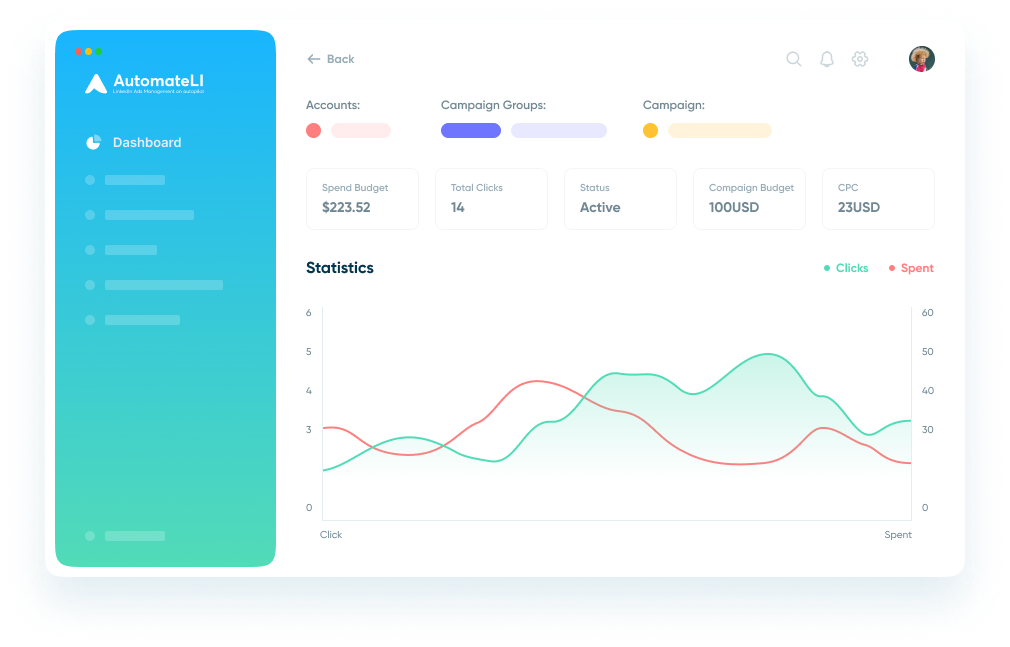 AutomateLI
LinkedIn Ads Management on autopilot
Dashboard
Back
Accounts:
Campaign Groups:
Campaign:
Spend Budget
$223.52
Total Clicks
14
Status
Active
Compaign Budget
100USD
CPC
23USD
Statistics
Clicks
Spent
6
5
4
3
0
60
50
40
30
0
Click
Spent